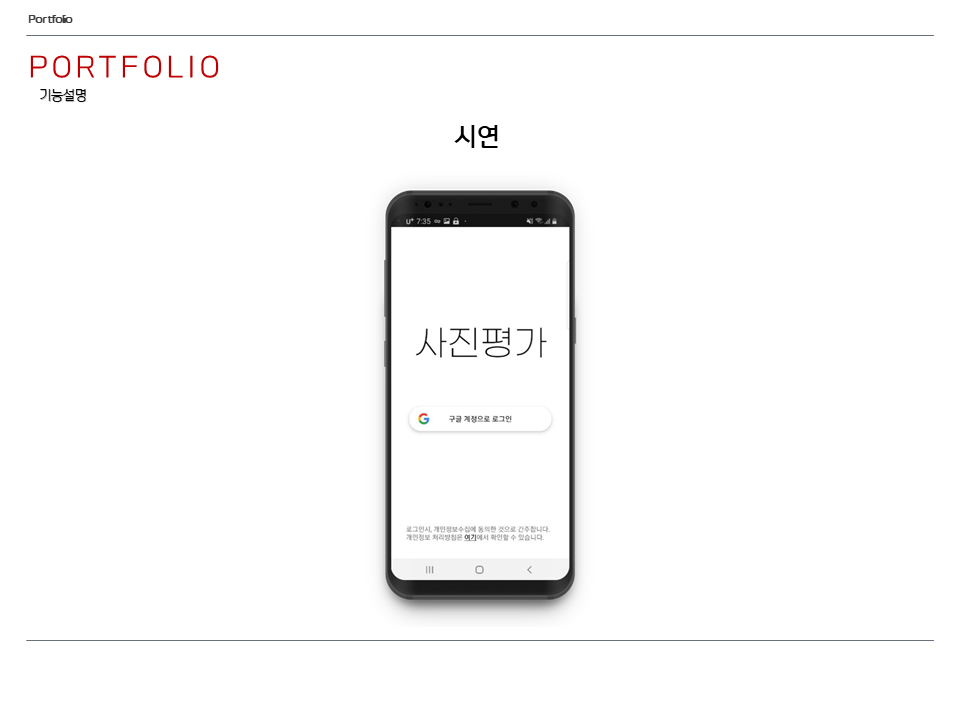 Portfolio
PORTFOLIO
기능설명
시연
U+ 7:35
사진평가
구글 계정으로 로그인
로그인시, 개인정보수집에 동의한 것으로 간주합니다.
개인정보 처리방침은 여기에서 확인할 수 있습니다.